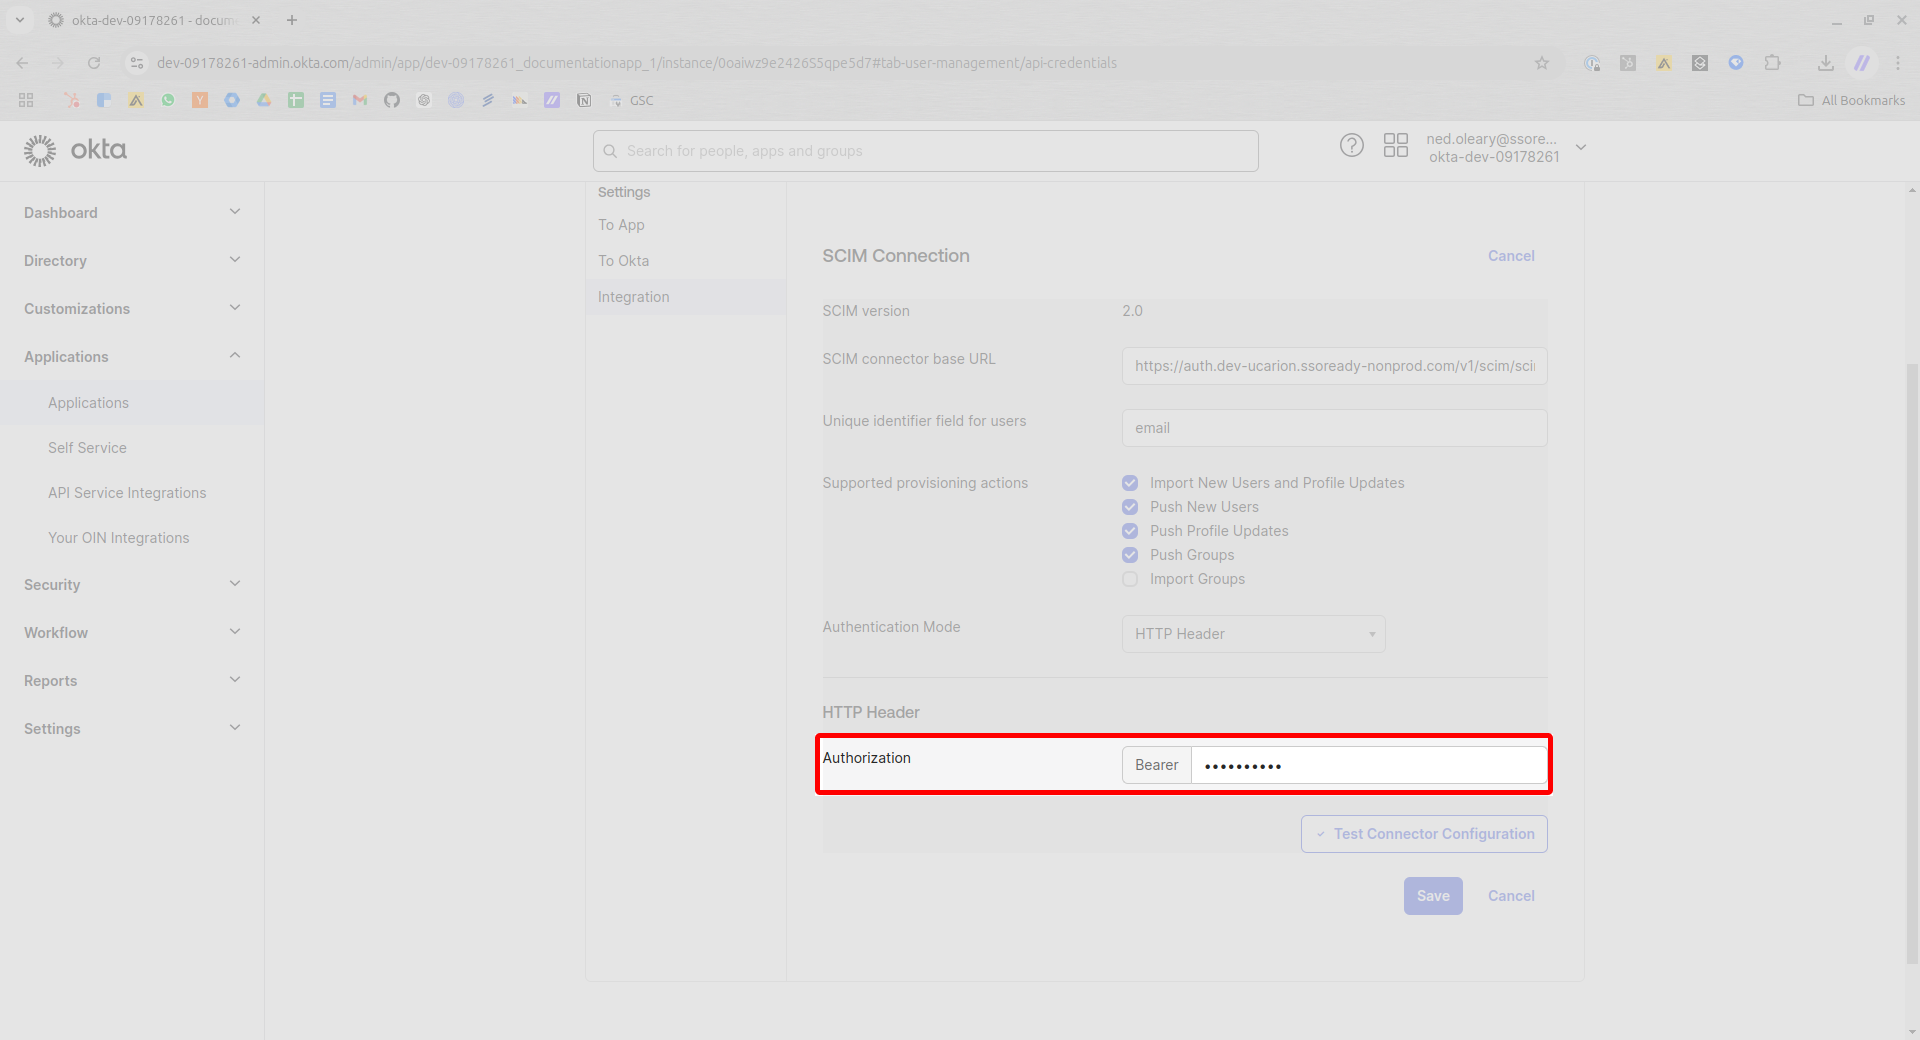 okta-dev-09178261 - docum
dev-09178261-admin.okta.com/admin/app/dev-09178261_documentationapp_1/instance/0oaiwz9e2426S5qpe5d7#tab-user-management/api-credentials
GSC
All Bookmarks
okta
Search for people, apps and groups
ned.oleary@ssore...
okta-dev-09178261
Dashboard
Directory
Customizations
Applications
Applications
Self Service
API Service Integrations
Your OIN Integrations
Security
Workflow
Reports
Settings
Settings
To App
To Okta
Integration
SCIM Connection
Cancel
SCIM version 2.0
SCIM connector base URL https://auth.dev-ucarion.ssoready-nonprod.com/v1/scim/sci
Unique identifier field for users email
Supported provisioning actions
Import New Users and Profile Updates
Push New Users
Push Profile Updates
Push Groups
Import Groups
Authentication Mode HTTP Header
HTTP Header
Authorization Bearer ••••••••••
Test Connector Configuration
Save Cancel